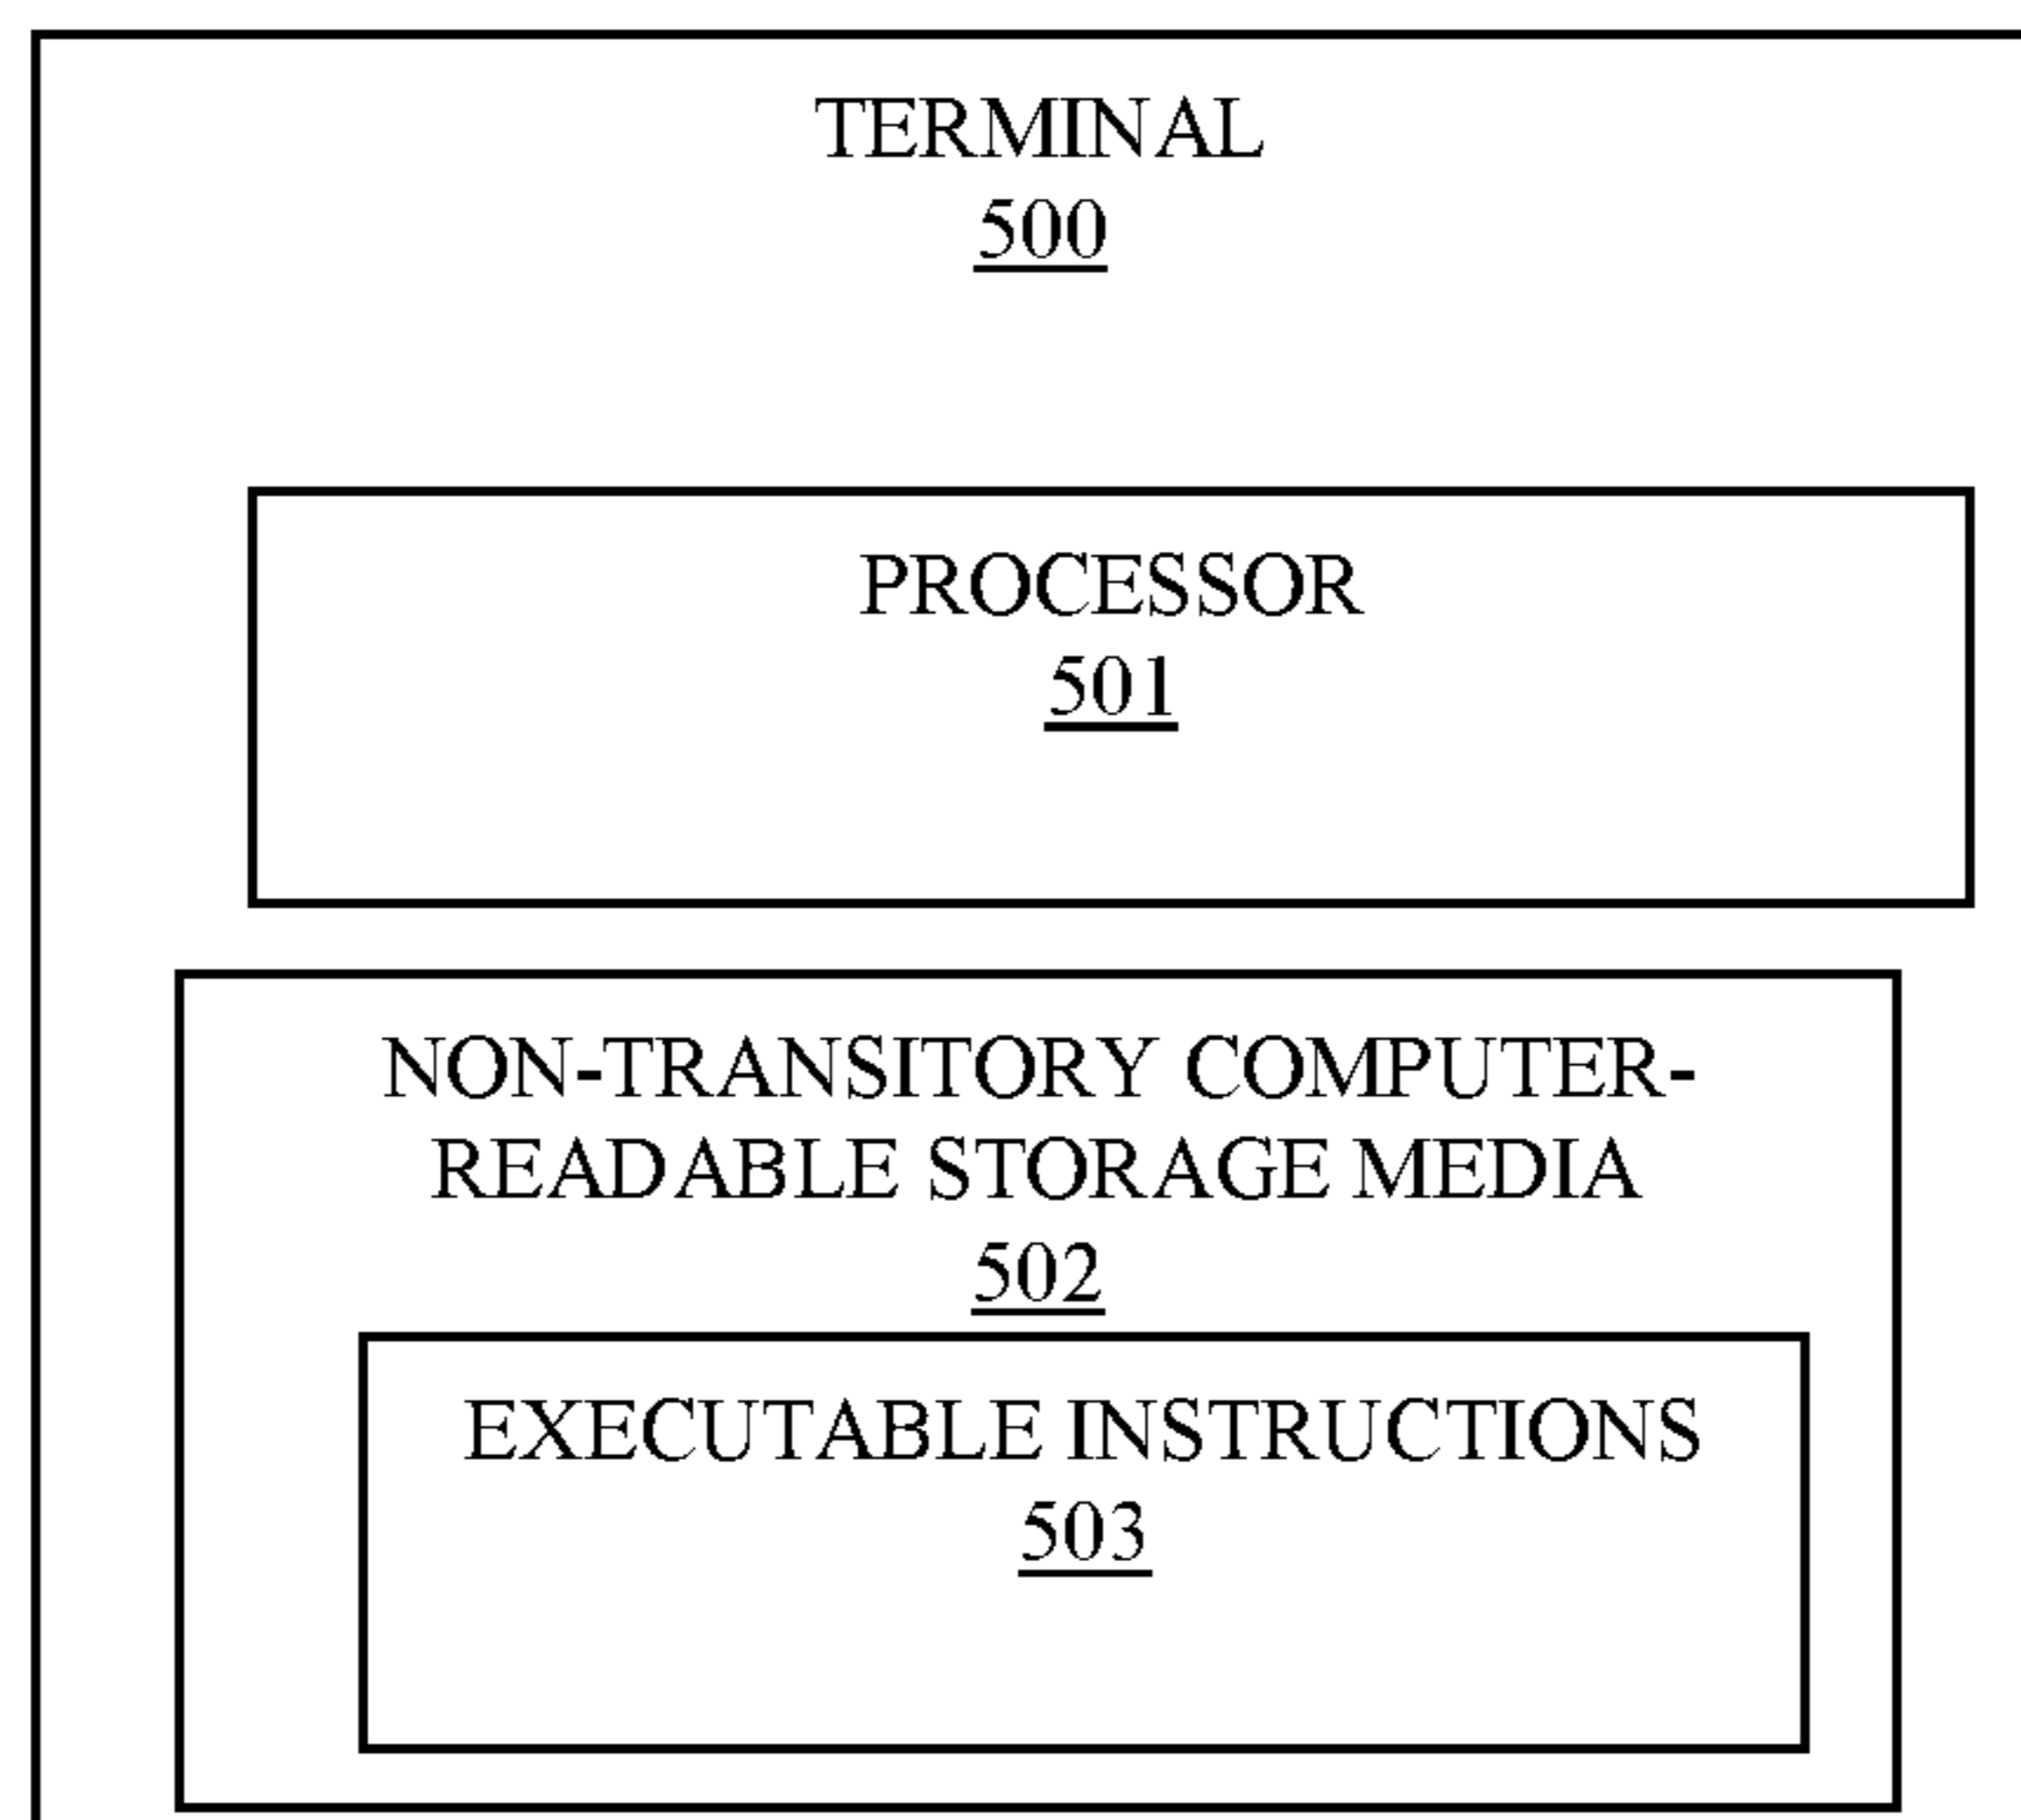 TERMINAL
500
PROCESSOR
501
NON-TRANSITORY COMPUTER-
READABLE STORAGE MEDIA
502
EXECUTABLE INSTRUCTIONS
503